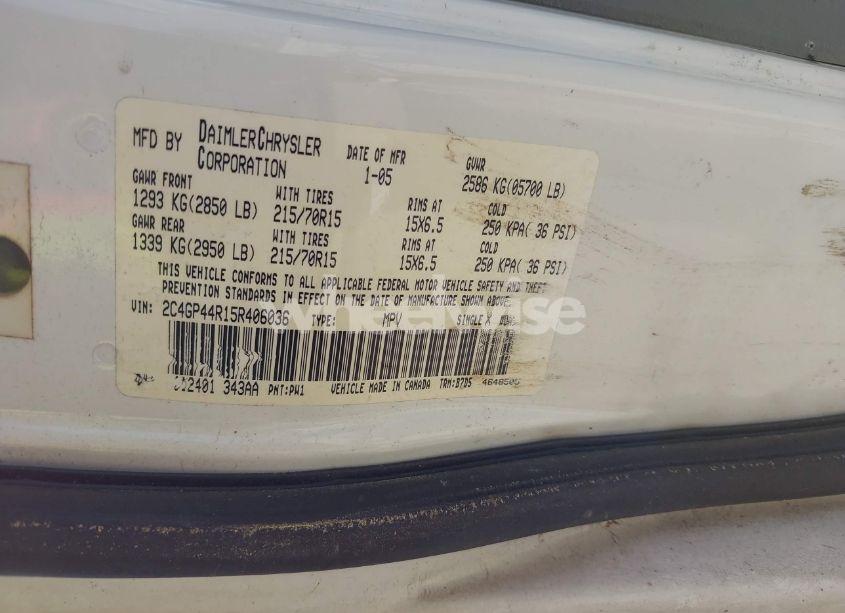 MFD BY DAIMLERCHRYSLER CORPORATION
DATE OF MFR 1-05
GVWR 2586 KG(05700 LB)
GAWR FRONT WITH TIRES RIMS AT COLD
1293 KG(2850 LB) 215/70R15 15X6.5 250 KPA( 36 PSI)
GAWR REAR WITH TIRES RIMS AT COLD
1339 KG(2950 LB) 215/70R15 15X6.5 250 KPA( 36 PSI)
THIS VEHICLE CONFORMS TO ALL APPLICABLE FEDERAL MOTOR VEHICLE SAFETY AND THEFT
PREVENTION STANDARDS IN EFFECT ON THE DATE OF MANUFACTURE SHOWN ABOVE.
VIN: 2C4GP44R15R406036 TYPE: MPV SINGLE X
343AA PNT:PW1 VEHICLE MADE IN CANADA TRM:B7D5